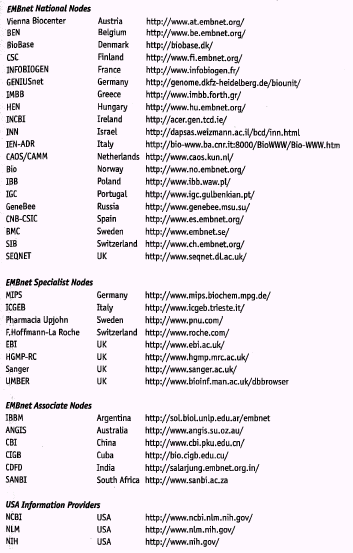 EMBnet National Nodes
Vienna Biocenter Austria http://www.at.embnet.org/
BEN Belgium http://www.be.embnet.org/
BioBase Denmark http://biobase.dk/
CSC Finland http://www.fi.embnet.org/
INFOBIOGEN France http://www.infobiogen.fr/
GENIUSnet Germany http://genome.dkfz-heidelberg.de/biounit/
IMBB Greece http://www.imbb.forth.gr/
HEN Hungary http://www.hu.embnet.org/
INCBI Ireland http://acer.gen.tcd.ie/
INN Israel http://dapsas.weizmann.ac.il/bcd/inn.html
IEN-ADR Italy http://bio-www.ba.cnr.it:8000/BioWWW/Bio-WWW.htm
CAOS/CAMM Netherlands http://www.caos.kun.nl/
Bio Norway http://www.no.embnet.org/
IBB Poland http://www.ibb.waw.pl/
IGC Portugal http://www.igc.gulbenkian.pt/
GeneBee Russia http://www.genebee.msu.su/
CNB-CSIC Spain http://www.es.embnet.org/
BMC Sweden http://www.embnet.se/
SIB Switzerland http://www.ch.embnet.org/
SEQNET UK http://www.seqnet.dl.ac.uk/
EMBnet Specialist Nodes
MIPS Germany http://www.mips.biochem.mpg.de/
ICGEB Italy http://www.icgeb.trieste.it/
Pharmacia Upjohn Sweden http://www.pnu.com/
F.Hoffmann-La Roche Switzerland http://www.roche.com/
EBI UK http://www.ebi.ac.uk/
HGMP-RC UK http://www.hgmp.mrc.ac.uk/
Sanger UK http://www.sanger.ac.uk/
UMBER UK http://www.bioinf.man.ac.uk/dbbrowser
EMBnet Associate Nodes
IBBM Argentina http://sol.biol.unlp.edu.ar/embnet
ANGIS Australia http://www.angis.su.oz.au/
CBI China http://www.cbi.pku.edu.cn/
CIGB Cuba http://bio.cigb.edu.cu/
CDFD India http://salarjung.embnet.org.in/
SANBI South Africa http://www.sanbi.ac.za
USA Information Providers
NCBI USA http://www.ncbi.nlm.nih.gov/
NLM USA http://www.nlm.nih.gov/
NIH USA http://www.nih.gov/